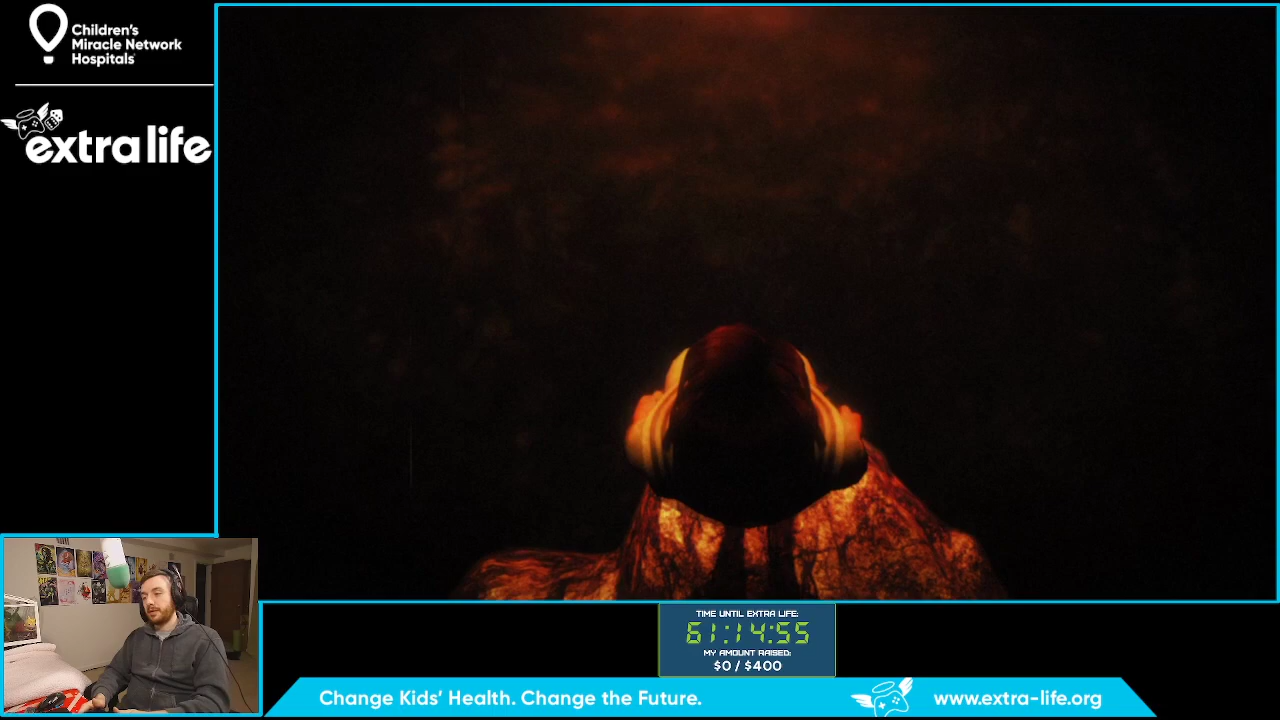 Children's
Miracle Network
Hospitals
extra life
TIME UNTIL EXTRA LIFE:
61:14:55
MY AMOUNT RAISED:
$0 / $400
Change Kids' Health. Change the Future.
www.extra-life.org